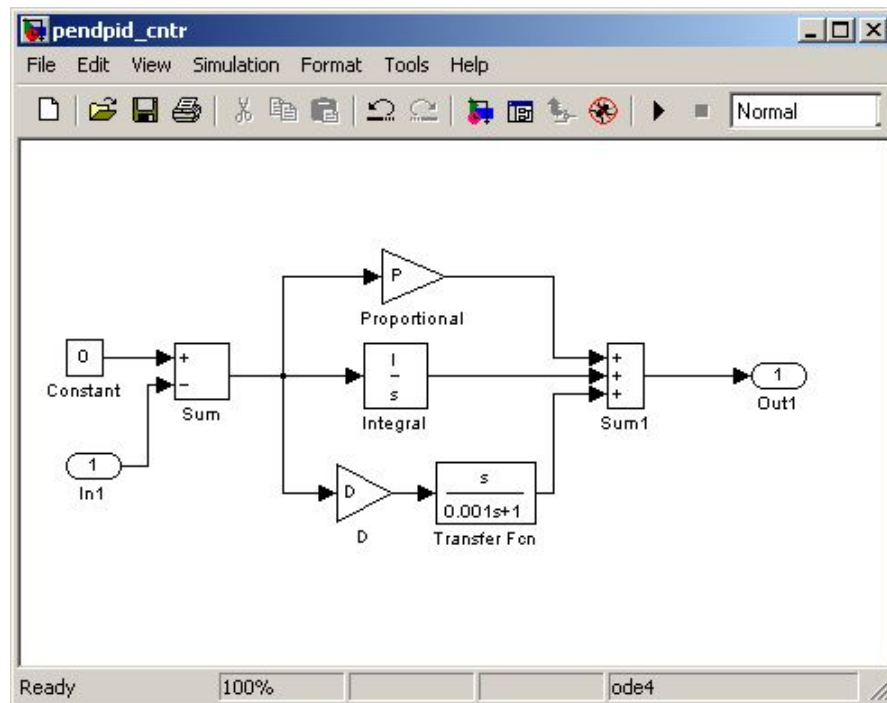 pendpid_cntr
File Edit View Simulation Format Tools Help
Normal
P
Proportional
0
Constant
+
−
Sum
I
s
Integral
+
+
+
Sum1
1
Out1
1
In1
D
D
s
0.001s+1
Transfer Fcn
Ready 100% ode4